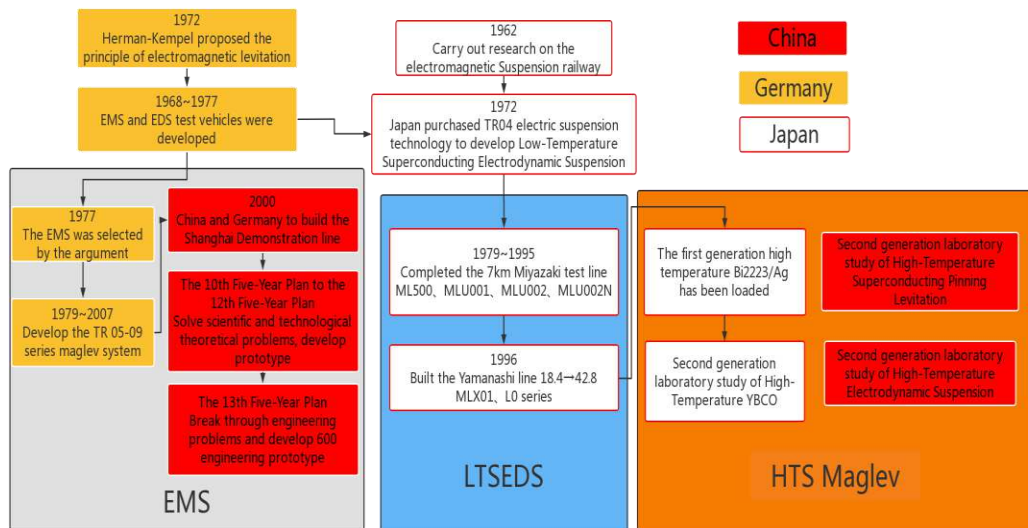 1972
Herman-Kempel proposed the
principle of electromagnetic levitation
1968~1977
EMS and EDS test vehicles were
developed
1962
Carry out research on the
electromagnetic Suspension railway
1972
Japan purchased TR04 electric suspension
technology to develop Low-Temperature
Superconducting Electrodynamic Suspension
China
Germany
Japan
1977
The EMS was selected
by the argument
1979~2007
Develop the TR 05-09
series maglev system
2000
China and Germany to build the
Shanghai Demonstration line
The 10th Five-Year Plan to the
12th Five-Year Plan
Solve scientific and technological
theoretical problems, develop
prototype
The 13th Five-Year Plan
Break through engineering
problems and develop 600
engineering prototype
EMS
1979~1995
Completed the 7km Miyazaki test line
ML500、MLU001、MLU002、MLU002N
1996
Built the Yamanashi line 18.4→42.8
MLX01、L0 series
LTSEDS
The first generation high
temperature Bi2223/Ag
has been loaded
Second generation
laboratory study of High-
Temperature YBCO
Second generation laboratory
study of High-Temperature
Superconducting Pinning
Levitation
Second generation laboratory
study of High-Temperature
Electrodynamic Suspension
HTS Maglev